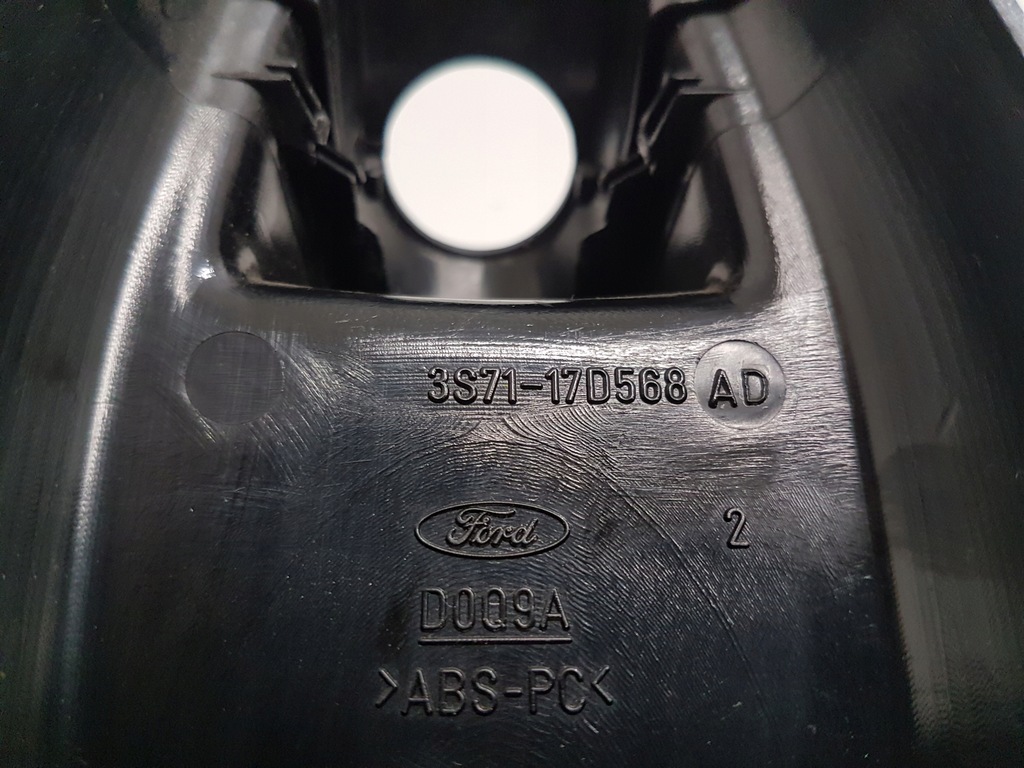 3S71-17D568 AD
Ford 2
D0Q9A
>ABS-PC<